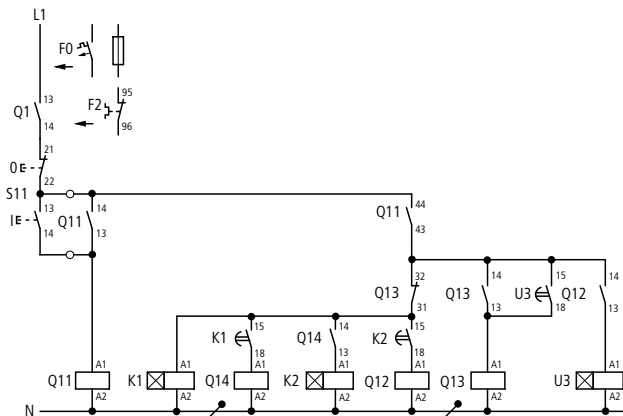 L1
F0
95
F2
96
13
Q1
14
21
0 E
22
S11
13 14 44
I E Q11 Q11
14 13 43
32 14 15 14
Q13 Q13 U3 Q12
31 13 18 13
15 14 15
K1 Q14 K2
18 13 18
A1 A1 A1 A1 A1 A1 A1
Q11 K1 Q14 K2 Q12 Q13 U3
A2 A2 A2 A2 A2 A2 A2
N